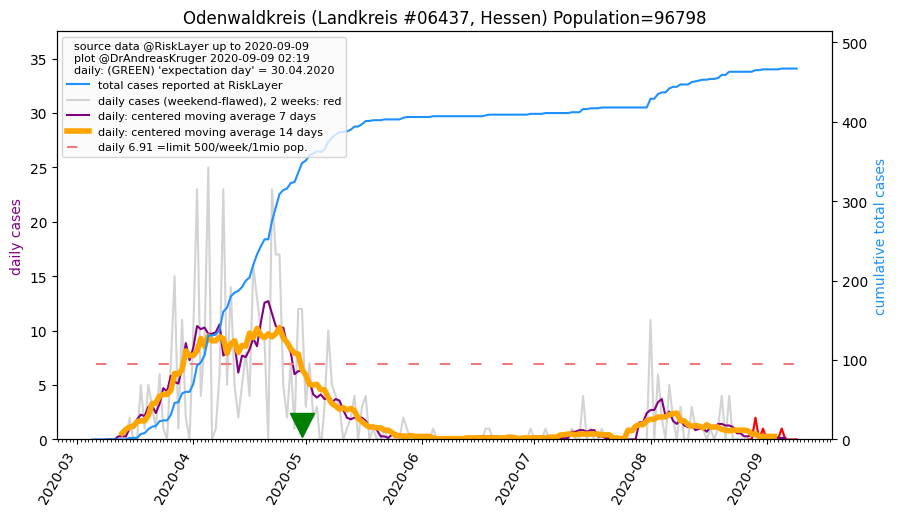 Odenwaldkreis (Landkreis #06437, Hessen) Population=96798
source data @RiskLayer up to 2020-09-09
plot @DrAndreasKruger 2020-09-09 02:19
daily: (GREEN) 'expectation day' = 30.04.2020
total cases reported at RiskLayer
daily cases (weekend-flawed), 2 weeks: red
daily: centered moving average 7 days
daily: centered moving average 14 days
daily 6.91 =limit 500/week/1mio pop.
daily cases
35
30
25
20
15
10
5
0
cumulative total cases
500
400
300
200
100
0
2020-03
2020-04
2020-05
2020-06
2020-07
2020-08
2020-09